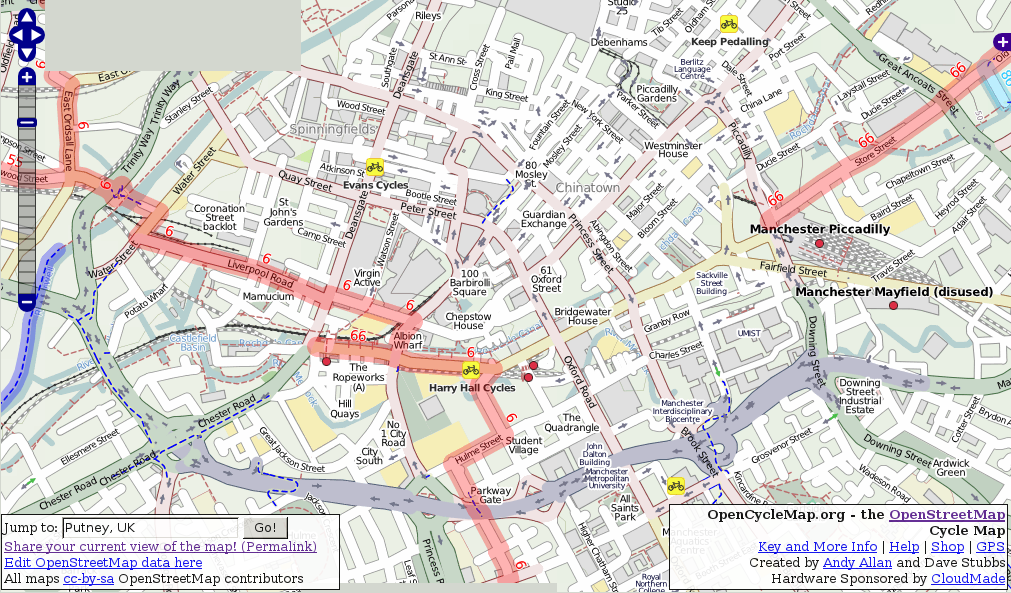 Rileys
Studio
25
Tib Street
Oldham Street
Keep Pedalling
Port Street
Debenhams
Deansgate
Southgate
St Ann St
Cross Street
Pall Mall
Berlitz
Language
Centre
Dale Street
Great Ancoats Street
Laystall Street
Ducie Street
66
East O
Trinity Way
Stanley Street
Wood Street
King Street
Fountain Street
New York Street
Parker Street
Piccadilly
Gardens
China Lane
Piccadilly
East Ordsall Lane
6
Spinningfields
Mosley Street
Westminster
House
Ducie Street
66
Store Street
55
Water Street
Evans Cycles
Atkinson St
Quay Street
Bootle Street
Peter Street
80
Mosley
St.
Chinatown
Chapeltown Street
6
Coronation
Street
backlot
St
John's
Gardens
Camp Street
Deansgate
Watson Street
Guardian
Exchange
Princess Street
Abingdon Street
Major Street
Bloom Street
66
Baird Street
Heyrod Street
Adair Street
Manchester Piccadilly
6
Water Street
Liverpool Road
6
Virgin
Active
100
Barbirolli
Square
61
Oxford
Street
Sackville
Street
Building
Fairfield Street
Travis Street
Manchester Mayfield (disused)
Potato Wharf
Mamucium
6
6
Chepstow
House
Bridgewater
House
Granby Row
UMIST
Castlefield
Basin
66
Albion
Wharf
6
Charles Street
Downing Street
The
Ropeworks
(A)
Harry Hall Cycles
Oxford Road
Downing
Street
Industrial
Estate
Hill
Quays
Chester Road
6
The
Quadrangle
Manchester
Interdisciplinary
Biocentre
Cotter Street
Ellesmere Street
Great Jackson Street
No
1 City
Road
City
South
Hulme Street
Student
Village
John
Dalton
Building
Manchester
Metropolitan
University
Brook Street
Grosvenor Street
Downing Street
Ardwick
Green
Wadeson Road
Chester Road
Chester Road
Parkway
Gate
All
Saints
Park
6
Royal
Northern
College
Higher Chatham Street
Manchester
Aquatics
Centre
Jump to: Putney, UK Go!
Share your current view of the map! (Permalink)
Edit OpenStreetMap data here
All maps cc-by-sa OpenStreetMap contributors
OpenCycleMap.org - the OpenStreetMap
Cycle Map
Key and More Info | Help | Shop | GPS
Created by Andy Allan and Dave Stubbs
Hardware Sponsored by CloudMade